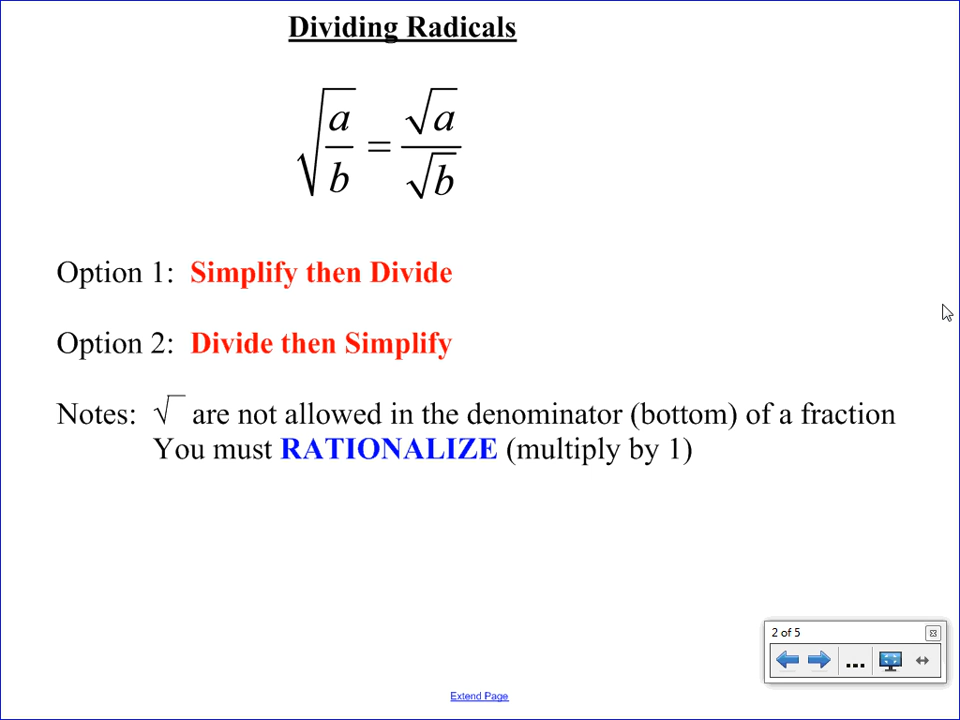 Dividing Radicals
√(a/b) = √a/√b
Option 1: Simplify then Divide
Option 2: Divide then Simplify
Notes: √ are not allowed in the denominator (bottom) of a fraction
You must RATIONALIZE (multiply by 1)
2 of 5
...
Extend Page